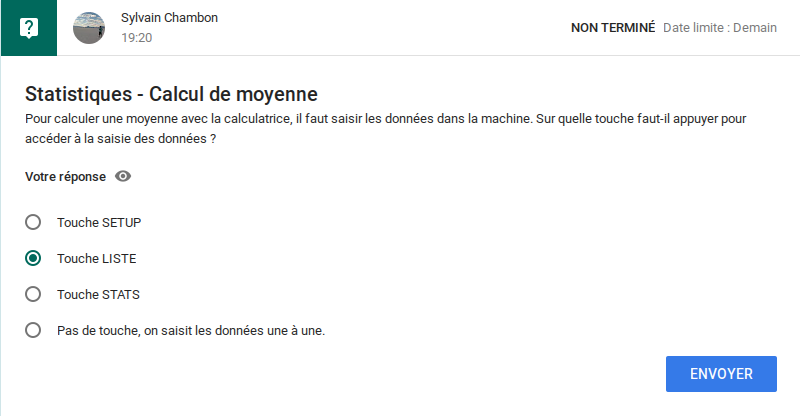 Sylvain Chambon
19:20
NON TERMINÉ Date limite : Demain
Statistiques - Calcul de moyenne
Pour calculer une moyenne avec la calculatrice, il faut saisir les données dans la machine. Sur quelle touche faut-il appuyer pour
accéder à la saisie des données ?
Votre réponse
Touche SETUP
Touche LISTE
Touche STATS
Pas de touche, on saisit les données une à une.
ENVOYER